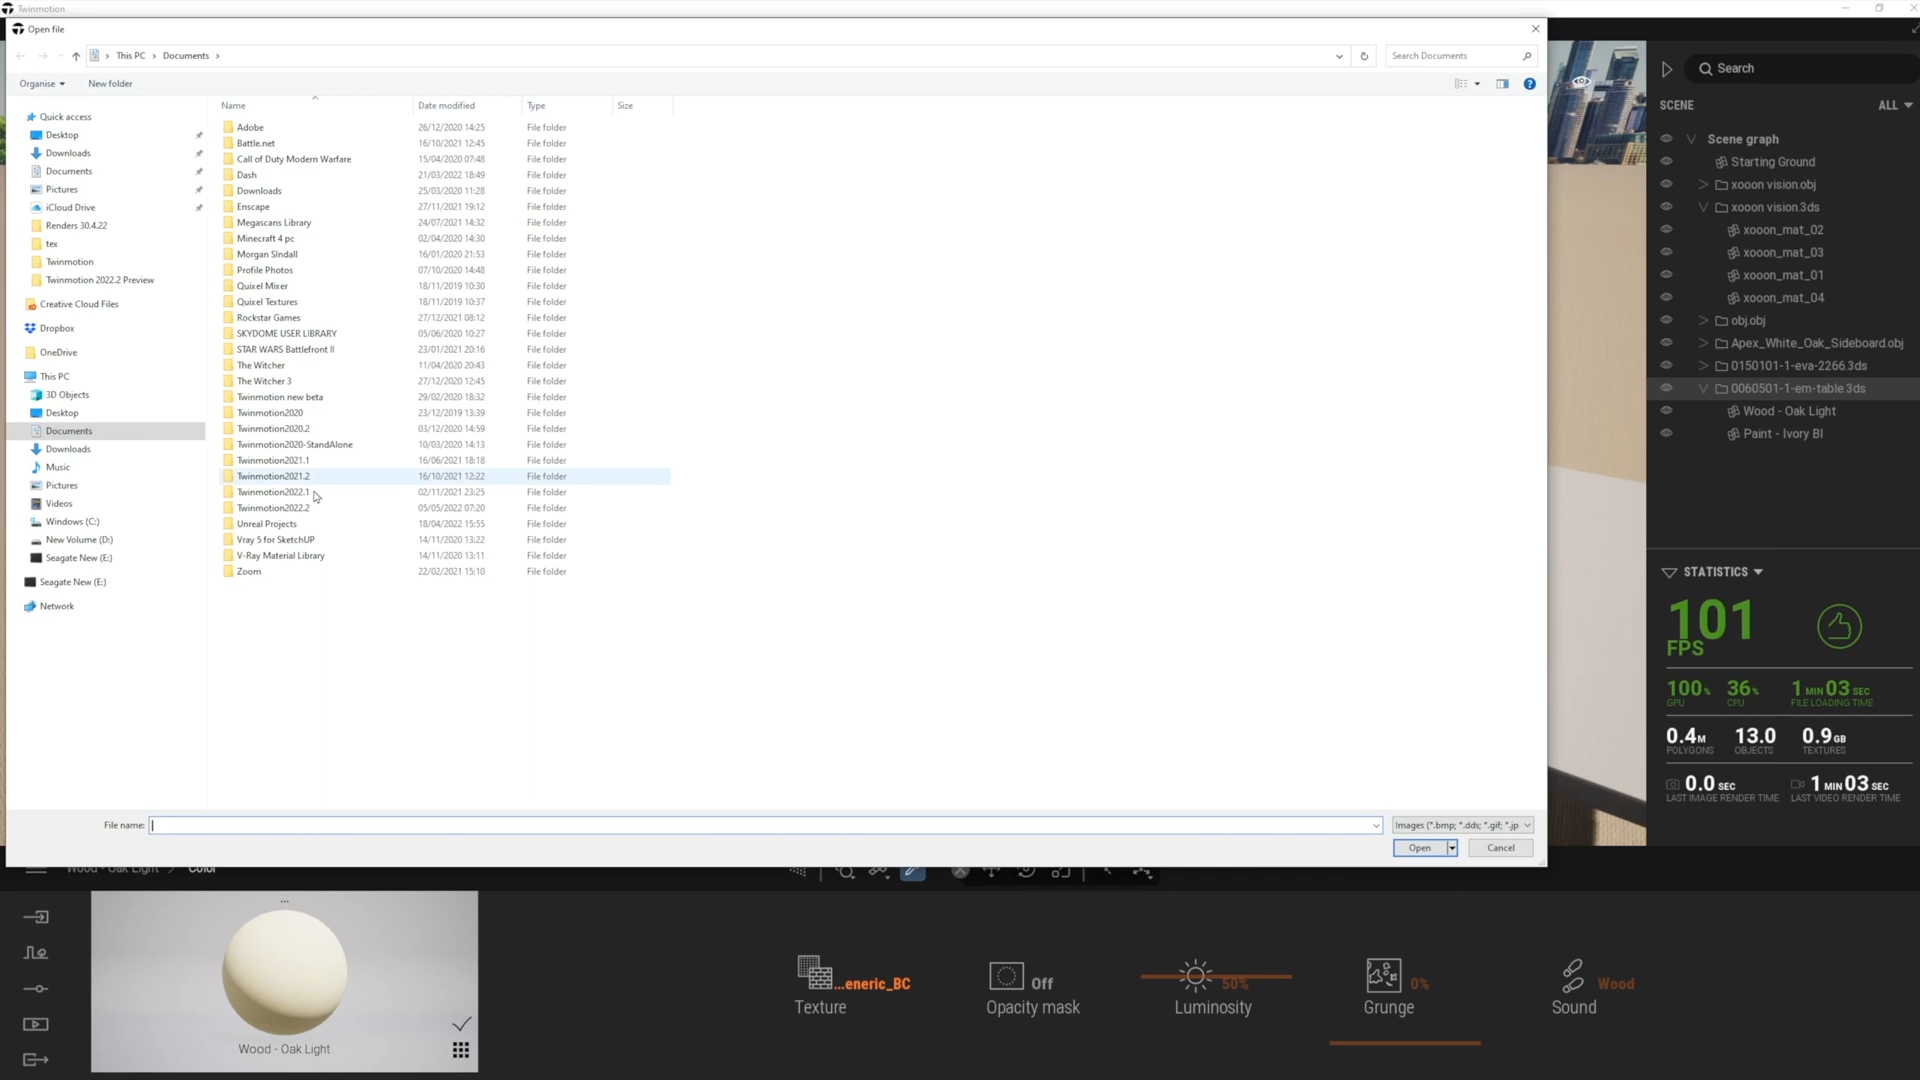 Twinmotion
Open file
This PC
Documents
Search Documents
Organise
New folder
Name
Date modified
Type
Size
Quick access
Desktop
Downloads
Documents
Pictures
iCloud Drive
Renders 30.4.22
tex
Twinmotion
Twinmotion 2022.2 Preview
Creative Cloud Files
Dropbox
OneDrive
This PC
3D Objects
Desktop
Documents
Downloads
Music
Pictures
Videos
Windows (C:)
New Volume (D:)
Seagate New (E:)
Seagate New (E:)
Network
Adobe 26/12/2020 14:25 File folder
Battle.net 16/10/2021 12:45 File folder
Call of Duty Modern Warfare 15/04/2020 07:48 File folder
Dash 21/03/2022 18:49 File folder
Downloads 25/03/2020 11:28 File folder
Enscape 27/11/2021 19:12 File folder
Megascans Library 24/07/2021 14:32 File folder
Minecraft 4 pc 02/04/2020 14:30 File folder
Morgan SIndall 16/01/2020 21:53 File folder
Profile Photos 07/10/2020 14:48 File folder
Quixel Mixer 18/11/2019 10:30 File folder
Quixel Textures 18/11/2019 10:37 File folder
Rockstar Games 27/12/2021 08:12 File folder
SKYDOME USER LIBRARY 05/06/2020 10:27 File folder
STAR WARS Battlefront II 23/01/2021 20:16 File folder
The Witcher 11/04/2020 20:43 File folder
The Witcher 3 27/12/2020 12:45 File folder
Twinmotion new beta 29/02/2020 18:32 File folder
Twinmotion2020 23/12/2019 13:39 File folder
Twinmotion2020.2 03/12/2020 14:59 File folder
Twinmotion2020-StandAlone 10/03/2020 14:13 File folder
Twinmotion2021.1 16/06/2021 18:18 File folder
Twinmotion2021.2 16/10/2021 12:22 File folder
Twinmotion2022.1 02/11/2021 23:25 File folder
Twinmotion2022.2 05/05/2022 07:20 File folder
Unreal Projects 18/04/2022 15:55 File folder
Vray 5 for SketchUP 14/11/2020 13:22 File folder
V-Ray Material Library 14/11/2020 13:11 File folder
Zoom 22/02/2021 15:10 File folder
File name:
Images (*.bmp; *.dds; *.gif; *.jp
Open
Cancel
Search
SCENE ALL
Scene graph
Starting Ground
xooon vision.obj
xooon vision.3ds
xooon_mat_02
xooon_mat_03
xooon_mat_01
xooon_mat_04
obj.obj
Apex_White_Oak_Sideboard.obj
0150101-1-eva-2266.3ds
0060501-1-em-table.3ds
Wood - Oak Light
Paint - Ivory Bl
STATISTICS
101
FPS
100% 36% 1 MIN 03 SEC
GPU CPU FILE LOADING TIME
0.4M 13.0 0.9GB
POLYGONS OBJECTS TEXTURES
0.0 SEC 1 MIN 03 SEC
LAST IMAGE RENDER TIME LAST VIDEO RENDER TIME
Wood - Oak Light Color
...
Wood - Oak Light
...eneric_BC
Texture
Off
Opacity mask
50%
Luminosity
0%
Grunge
Wood
Sound